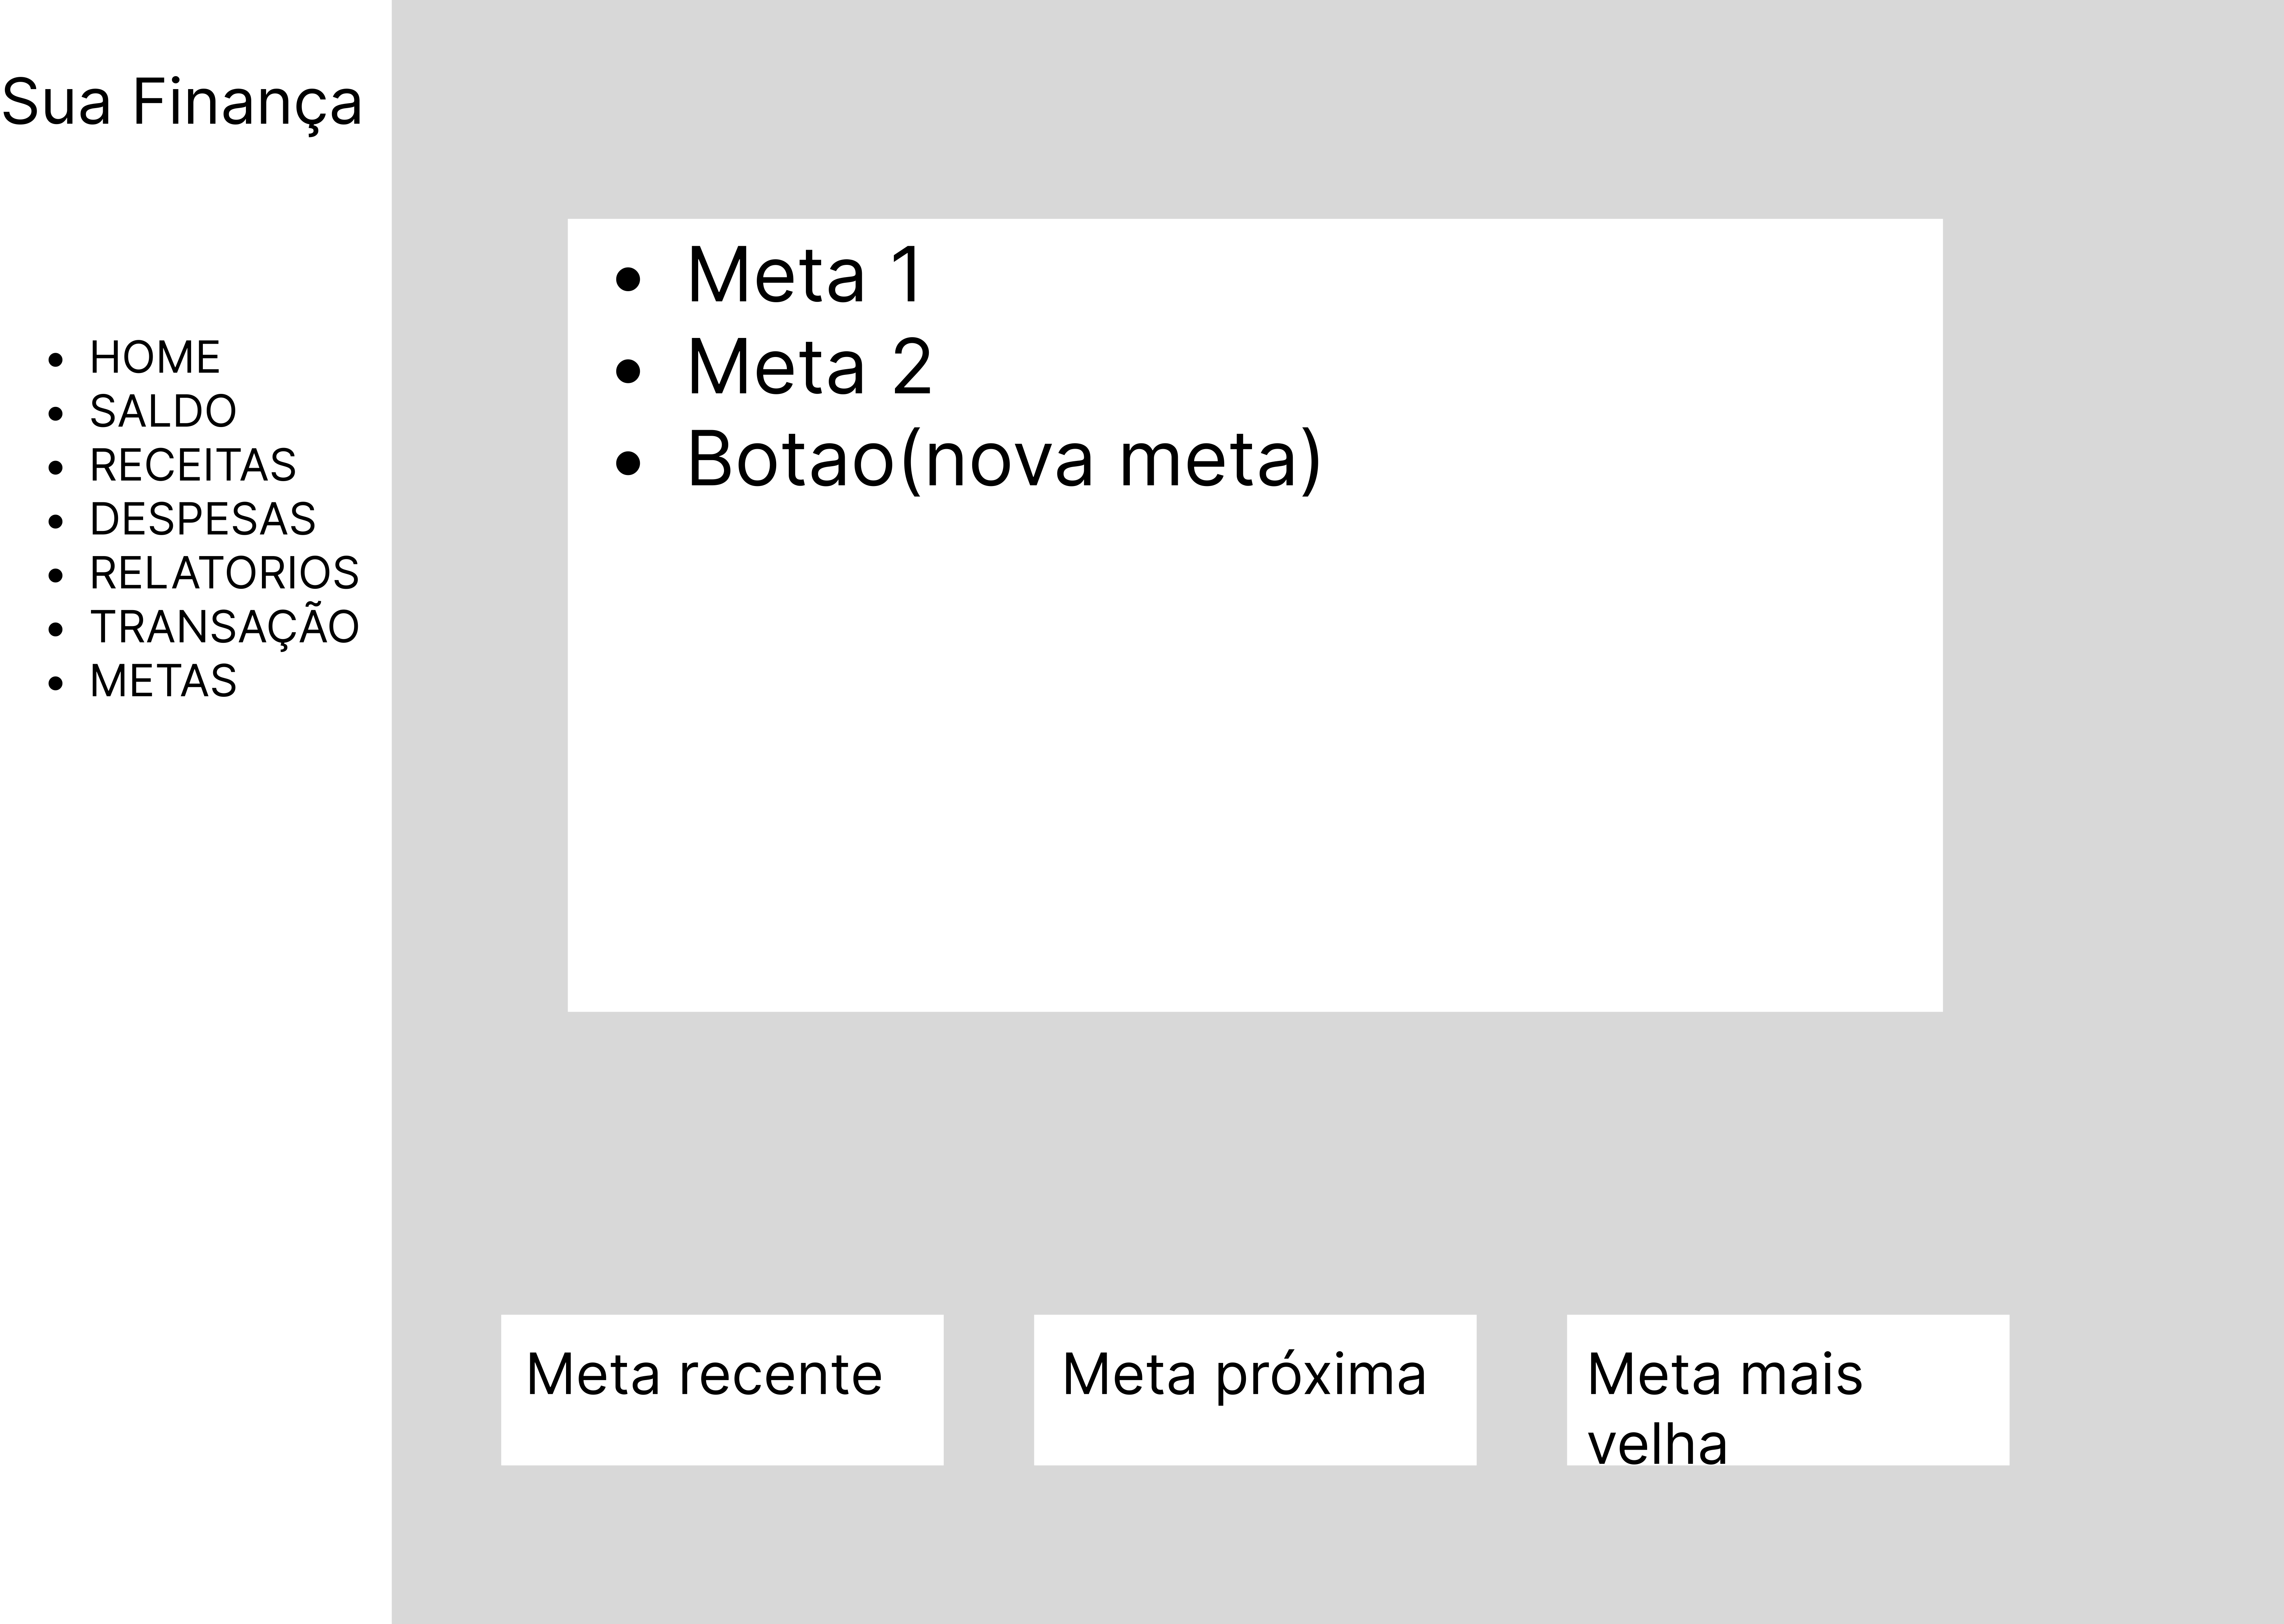 Sua Finança
HOME
SALDO
RECEITAS
DESPESAS
RELATORIOS
TRANSAÇÃO
METAS
Meta 1
Meta 2
Botao(nova meta)
Meta recente
Meta próxima
Meta mais
velha